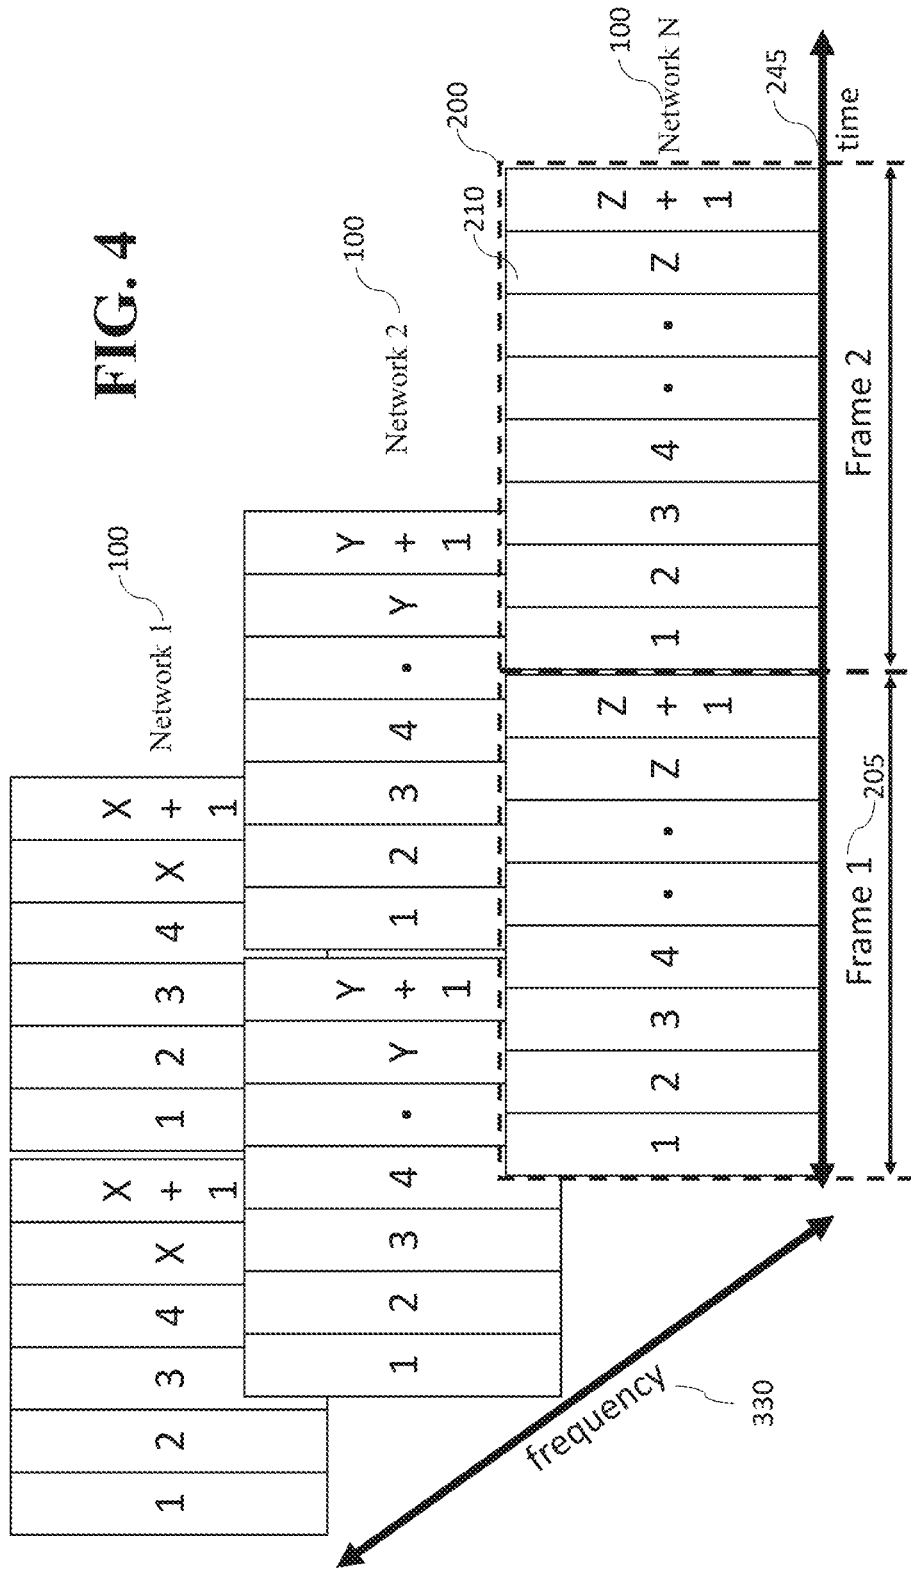 FIG. 4
Network 1
100
1 2 3 4 X X + 1 1 2 3 4 X X + 1
Network 2
100
1 2 3 4 • Y Y + 1 1 2 3 4 • Y Y + 1
200
210
100
Network N
1 2 3 4 • • Z Z + 1 1 2 3 4 • • Z Z + 1
245
time
frequency
330
Frame 1
205
Frame 2